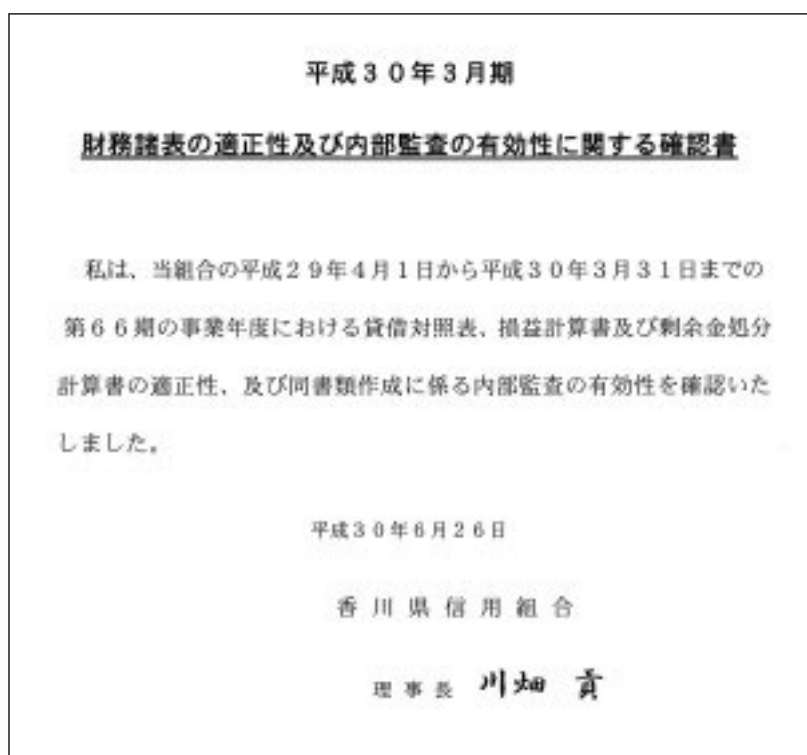 平成30年3月期
財務諸表の適正性及び内部監査の有効性に関する確認書
私は、当組合の平成29年4月1日から平成30年3月31日までの
第66期の事業年度における貸借対照表、損益計算書及び剰余金処分
計算書の適正性、及び同書類作成に係る内部監査の有効性を確認いた
しました。
平成30年6月26日
香川県信用組合
理事長 川畑 貢